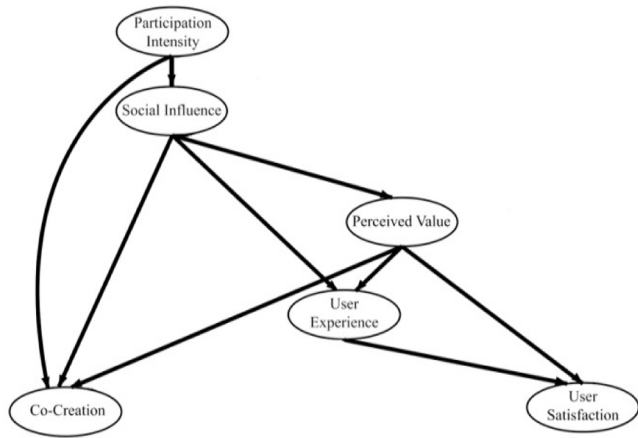 Participation
Intensity
Social Influence
Perceived Value
User
Experience
Co-Creation
User
Satisfaction